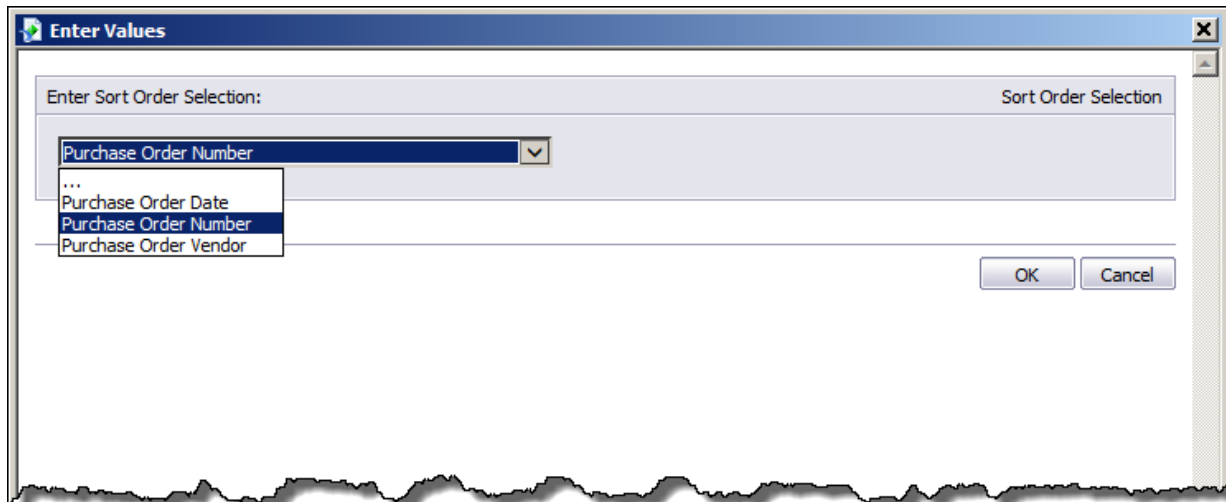 Enter Values
Enter Sort Order Selection: Sort Order Selection
Purchase Order Number
...
Purchase Order Date
Purchase Order Number
Purchase Order Vendor
OK Cancel